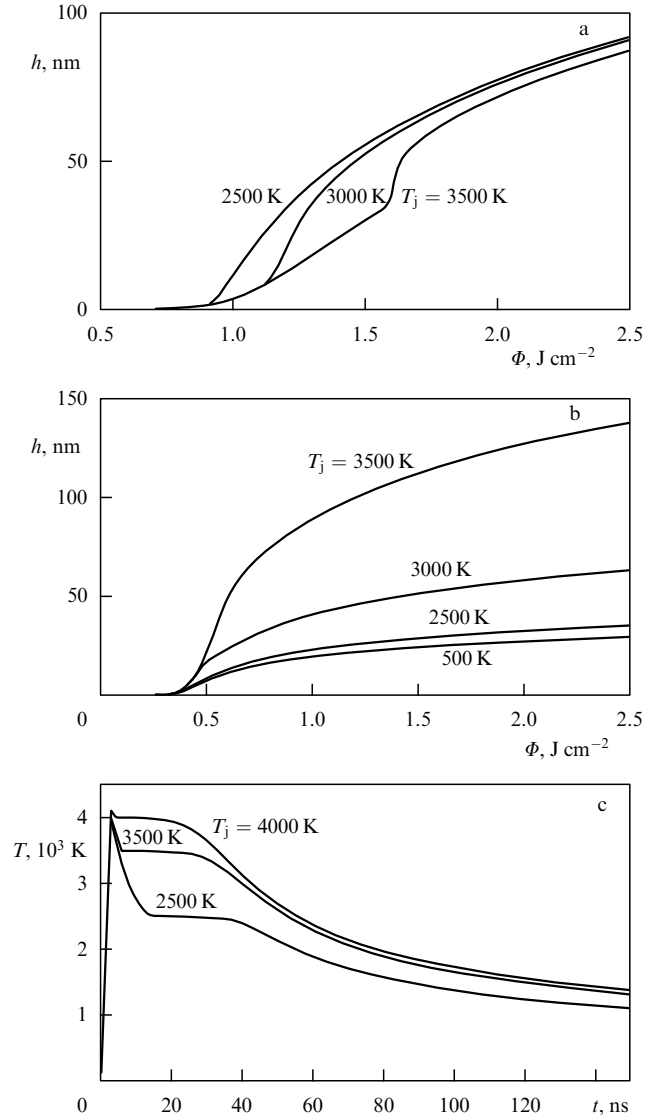 100
a
h, nm
50
2500 K
3000 K
T_j = 3500 K
0
0.5
1.0
1.5
2.0
2.5
Φ, J cm⁻²
150
b
h, nm
T_j = 3500 K
100
3000 K
50
2500 K
500 K
0
0.5
1.0
1.5
2.0
2.5
Φ, J cm⁻²
c
4
T_j = 4000 K
T, 10³ K
3500 K
3
2500 K
2
1
0
20
40
60
80
100
120
t, ns